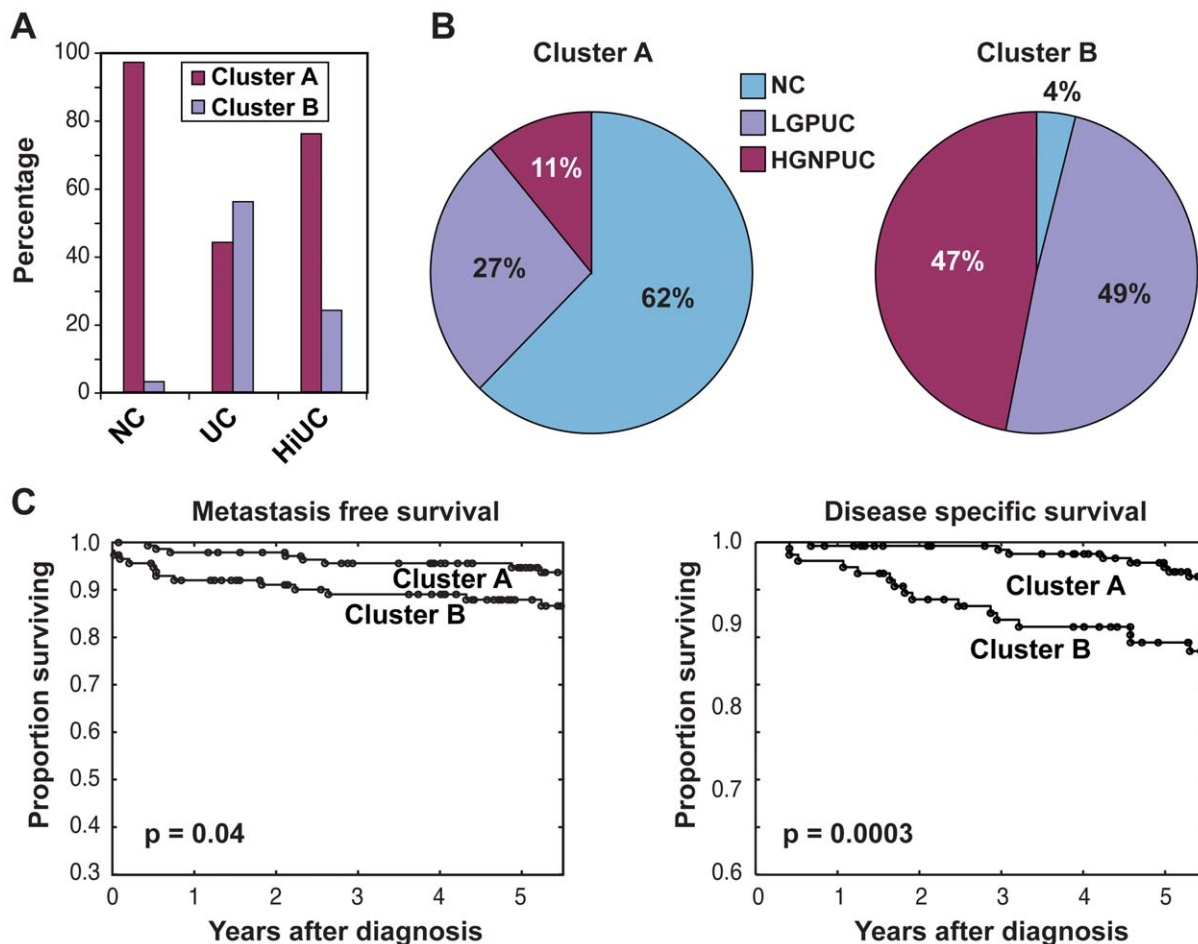 A
Percentage
100
80
60
40
20
0
Cluster A
Cluster B
NC
UC
HiUC
B
Cluster A
Cluster B
NC
LGPUC
HGNPUC
11%
27%
62%
4%
47%
49%
C
Metastasis free survival
Proportion surviving
1.0
0.9
0.8
0.7
0.6
0.5
0.4
0.3
Cluster A
Cluster B
p = 0.04
0 1 2 3 4 5
Years after diagnosis
Disease specific survival
Proportion surviving
1.0
0.9
0.8
0.7
0.6
Cluster A
Cluster B
p = 0.0003
0 1 2 3 4 5
Years after diagnosis